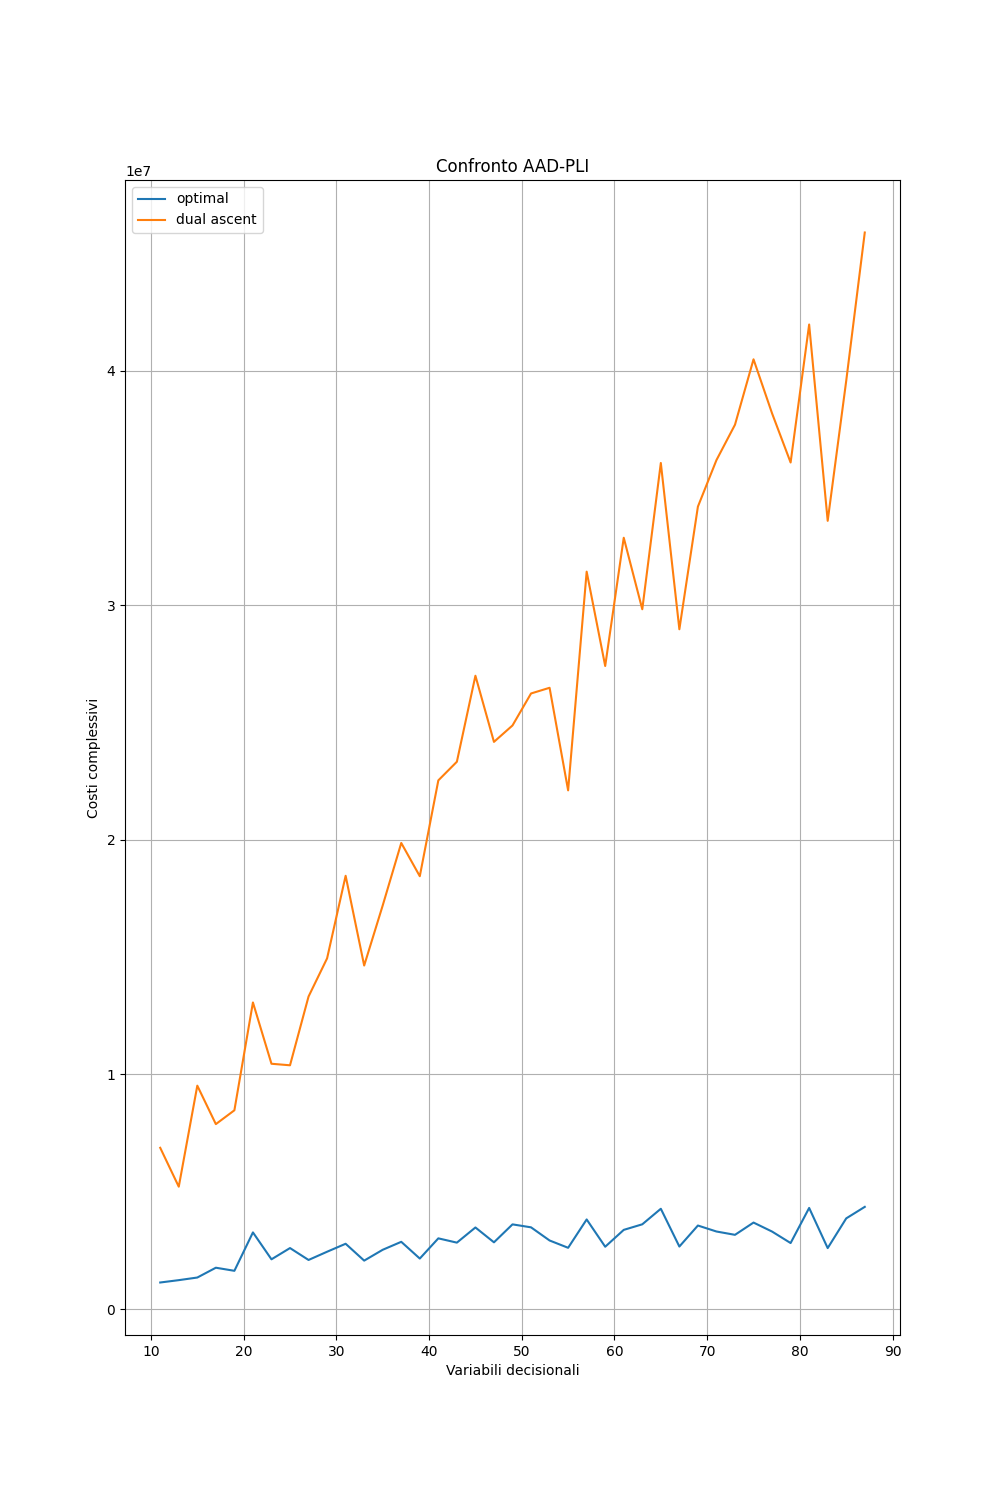 Confronto AAD-PLI
1e7
optimal
dual ascent
4
3
2
1
0
Costi complessivi
10 20 30 40 50 60 70 80 90
Variabili decisionali